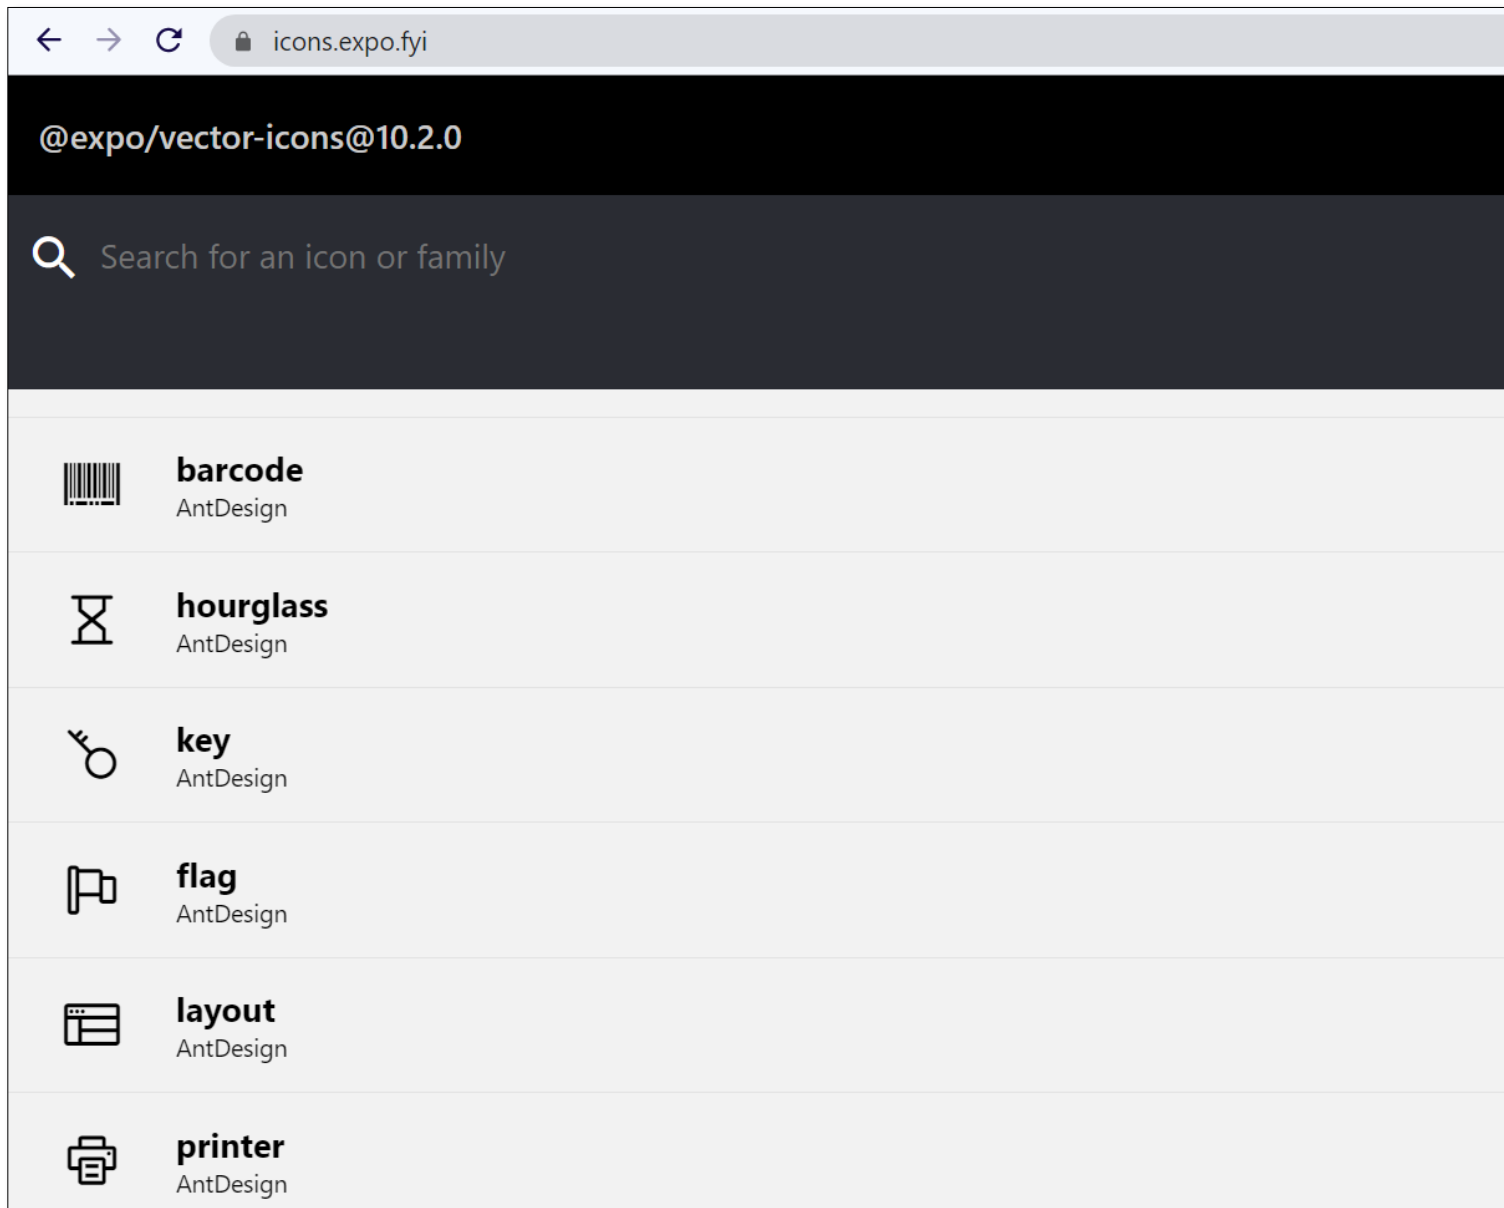 icons.expo.fyi
@expo/vector-icons@10.2.0
Search for an icon or family
barcode
AntDesign
hourglass
AntDesign
key
AntDesign
flag
AntDesign
layout
AntDesign
printer
AntDesign